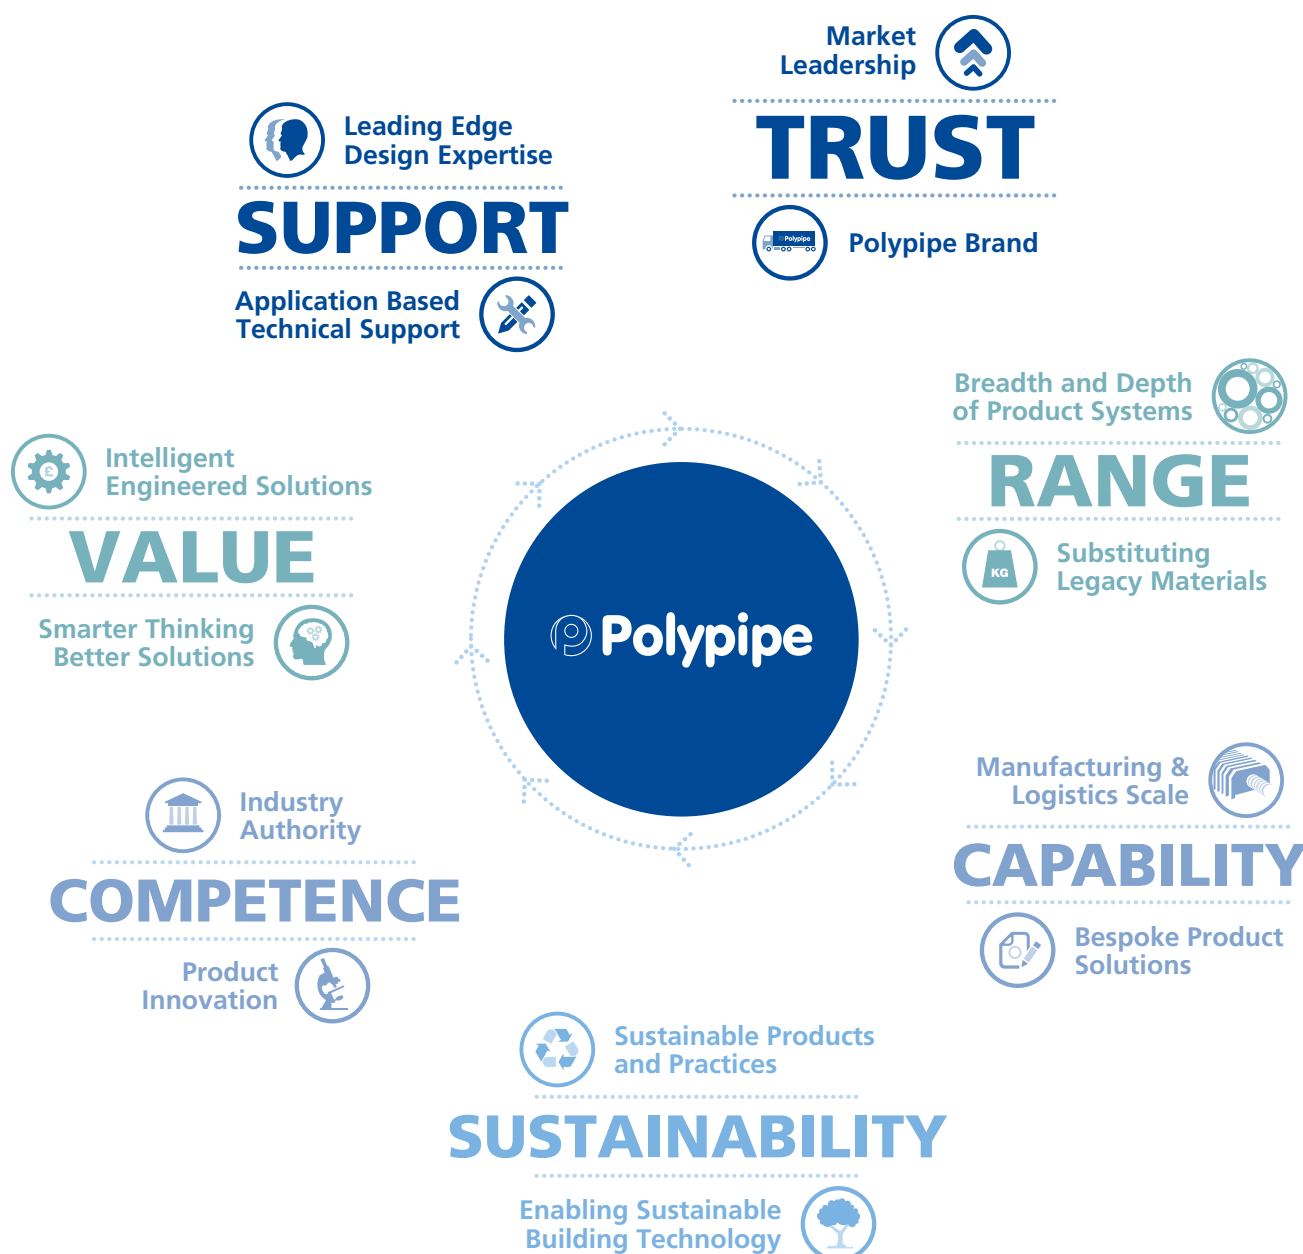 Market
Leadership
TRUST
Polypipe
Polypipe Brand
Leading Edge
Design Expertise
SUPPORT
Application Based
Technical Support
Breadth and Depth
of Product Systems
RANGE
KG
Substituting
Legacy Materials
£
Intelligent
Engineered Solutions
VALUE
Smarter Thinking
Better Solutions
Polypipe
Manufacturing &
Logistics Scale
CAPABILITY
Bespoke Product
Solutions
Industry
Authority
COMPETENCE
Product
Innovation
Sustainable Products
and Practices
SUSTAINABILITY
Enabling Sustainable
Building Technology